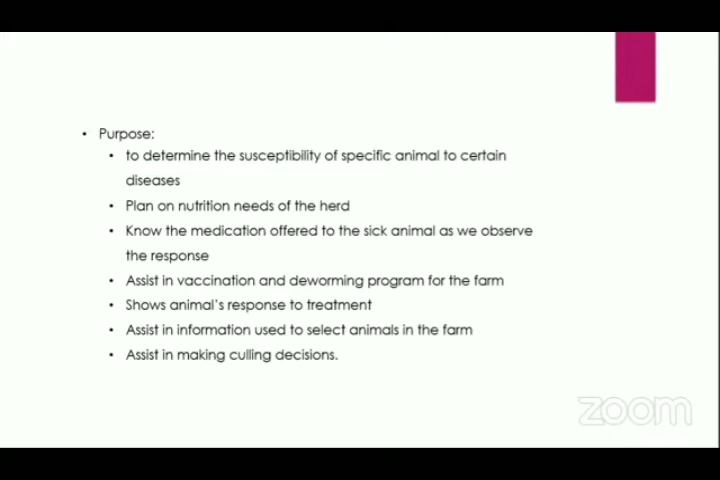 • Purpose:
• to determine the susceptibility of specific animal to certain
diseases
• Plan on nutrition needs of the herd
• Know the medication offered to the sick animal as we observe
the response
• Assist in vaccination and deworming program for the farm
• Shows animal's response to treatment
• Assist in information used to select animals in the farm
• Assist in making culling decisions.
zoom